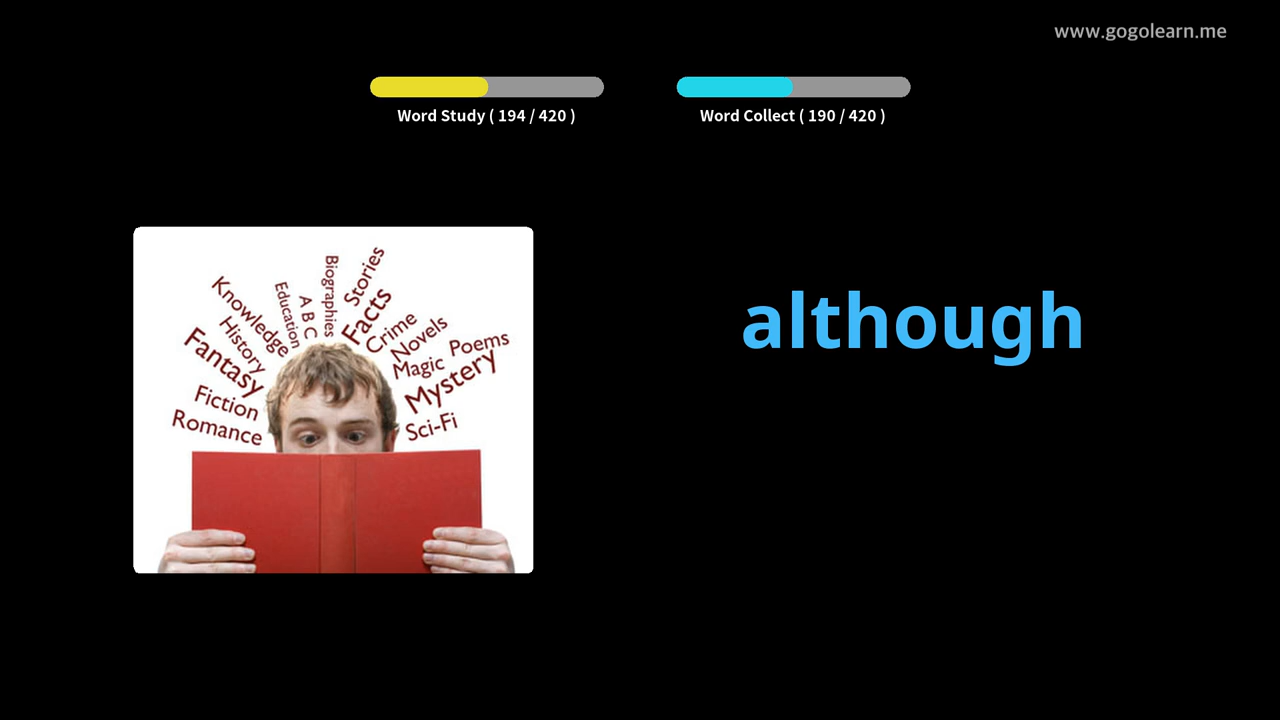 www.gogolearn.me
Word Study ( 194 / 420 )
Word Collect ( 190 / 420 )
Knowledge
Education
A B C
Biographies
Stories
Facts
Crime
Novels
Poems
History
Magic
Fantasy
Mystery
Fiction
Sci-Fi
Romance
although